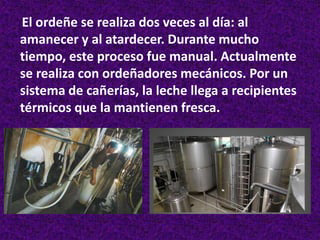 El ordeñe se realiza dos veces al día: al
amanecer y al atardecer. Durante mucho
tiempo, este proceso fue manual. Actualmente
se realiza con ordeñadores mecánicos. Por un
sistema de cañerías, la leche llega a recipientes
térmicos que la mantienen fresca.